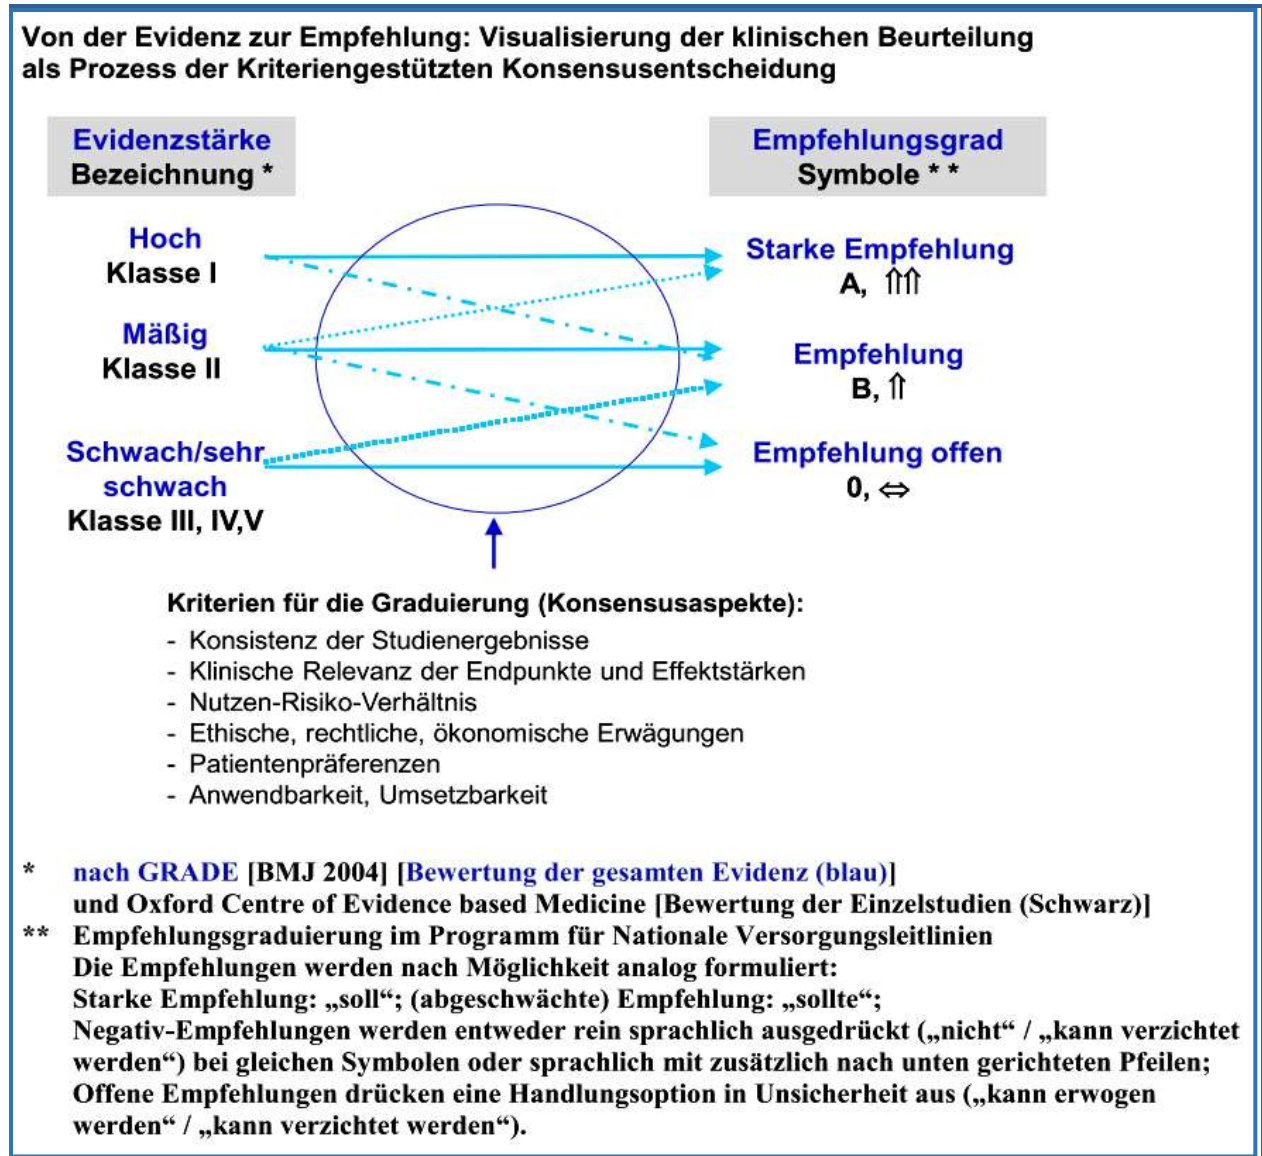 Von der Evidenz zur Empfehlung: Visualisierung der klinischen Beurteilung
als Prozess der Kriteriengestützten Konsensusentscheidung
Evidenzstärke
Bezeichnung *
Empfehlungsgrad
Symbole * *
Hoch
Klasse I
Starke Empfehlung
A, ⇑⇑
Mäßig
Klasse II
Empfehlung
B, ⇑
Schwach/sehr
schwach
Klasse III, IV,V
Empfehlung offen
0, ⇔
Kriterien für die Graduierung (Konsensusaspekte):
- Konsistenz der Studienergebnisse
- Klinische Relevanz der Endpunkte und Effektstärken
- Nutzen-Risiko-Verhältnis
- Ethische, rechtliche, ökonomische Erwägungen
- Patientenpräferenzen
- Anwendbarkeit, Umsetzbarkeit
* nach GRADE [BMJ 2004] [Bewertung der gesamten Evidenz (blau)]
und Oxford Centre of Evidence based Medicine [Bewertung der Einzelstudien (Schwarz)]
** Empfehlungsgraduierung im Programm für Nationale Versorgungsleitlinien
Die Empfehlungen werden nach Möglichkeit analog formuliert:
Starke Empfehlung: „soll“; (abgeschwächte) Empfehlung: „sollte“;
Negativ-Empfehlungen werden entweder rein sprachlich ausgedrückt („nicht“ / „kann verzichtet
werden“) bei gleichen Symbolen oder sprachlich mit zusätzlich nach unten gerichteten Pfeilen;
Offene Empfehlungen drücken eine Handlungsoption in Unsicherheit aus („kann erwogen
werden“ / „kann verzichtet werden“).